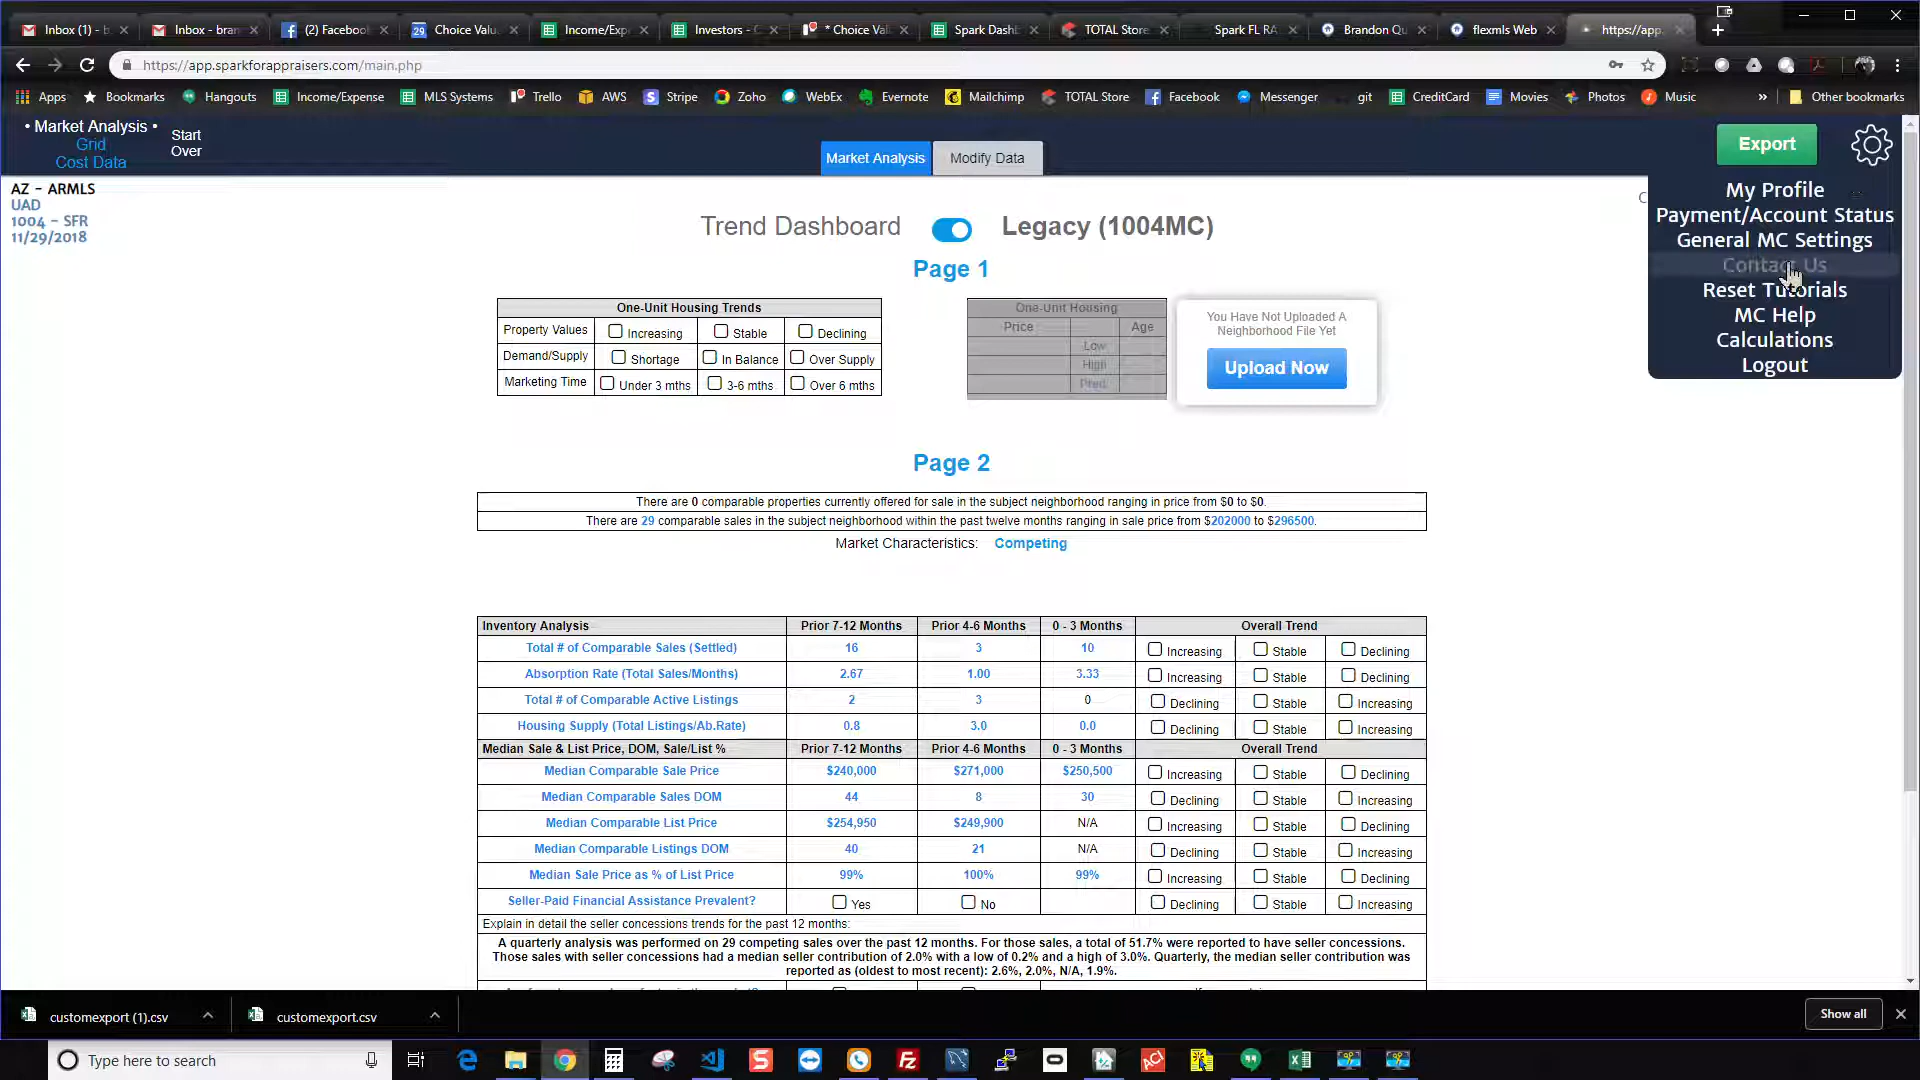 Inbox (1) - b
Inbox - bran
(2) Faceboo
Choice Valu
Income/Exp
Investors - C
* Choice Val
Spark Dash
TOTAL Store
Spark FL RA
Brandon Qu
flexmls Web
https://app.
https://app.sparkforappraisers.com/main.php
Apps
Bookmarks
Hangouts
Income/Expense
MLS Systems
Trello
AWS
Stripe
Zoho
WebEx
Evernote
Mailchimp
TOTAL Store
Facebook
Messenger
git
CreditCard
Movies
Photos
Music
»
Other bookmarks
• Market Analysis •
Grid
Cost Data
Start
Over
Market Analysis
Modify Data
Export
AZ - ARMLS
UAD
1004 - SFR
11/29/2018
My Profile
Payment/Account Status
General MC Settings
Contact Us
Reset Tutorials
MC Help
Calculations
Logout
Trend Dashboard
Legacy (1004MC)
Page 1
One-Unit Housing Trends
Property Values Increasing Stable Declining
Demand/Supply Shortage In Balance Over Supply
Marketing Time Under 3 mths 3-6 mths Over 6 mths
One-Unit Housing
Price Age
Low
High
Pred.
You Have Not Uploaded A
Neighborhood File Yet
Upload Now
Page 2
There are 0 comparable properties currently offered for sale in the subject neighborhood ranging in price from $0 to $0.
There are 29 comparable sales in the subject neighborhood within the past twelve months ranging in sale price from $202000 to $296500.
Market Characteristics: Competing
Inventory Analysis Prior 7-12 Months Prior 4-6 Months 0 - 3 Months Overall Trend
Total # of Comparable Sales (Settled) 16 3 10 Increasing Stable Declining
Absorption Rate (Total Sales/Months) 2.67 1.00 3.33 Increasing Stable Declining
Total # of Comparable Active Listings 2 3 0 Declining Stable Increasing
Housing Supply (Total Listings/Ab.Rate) 0.8 3.0 0.0 Declining Stable Increasing
Median Sale & List Price, DOM, Sale/List % Prior 7-12 Months Prior 4-6 Months 0 - 3 Months Overall Trend
Median Comparable Sale Price $240,000 $271,000 $250,500 Increasing Stable Declining
Median Comparable Sales DOM 44 8 30 Declining Stable Increasing
Median Comparable List Price $254,950 $249,900 N/A Increasing Stable Declining
Median Comparable Listings DOM 40 21 N/A Declining Stable Increasing
Median Sale Price as % of List Price 99% 100% 99% Increasing Stable Declining
Seller-Paid Financial Assistance Prevalent? Yes No Declining Stable Increasing
Explain in detail the seller concessions trends for the past 12 months:
A quarterly analysis was performed on 29 competing sales over the past 12 months. For those sales, a total of 51.7% were reported to have seller concessions.
Those sales with seller concessions had a median seller contribution of 2.0% with a low of 0.2% and a high of 3.0%. Quarterly, the median seller contribution was
reported as (oldest to most recent): 2.6%, 2.0%, N/A, 1.9%.
customexport (1).csv
customexport.csv
Show all
Type here to search